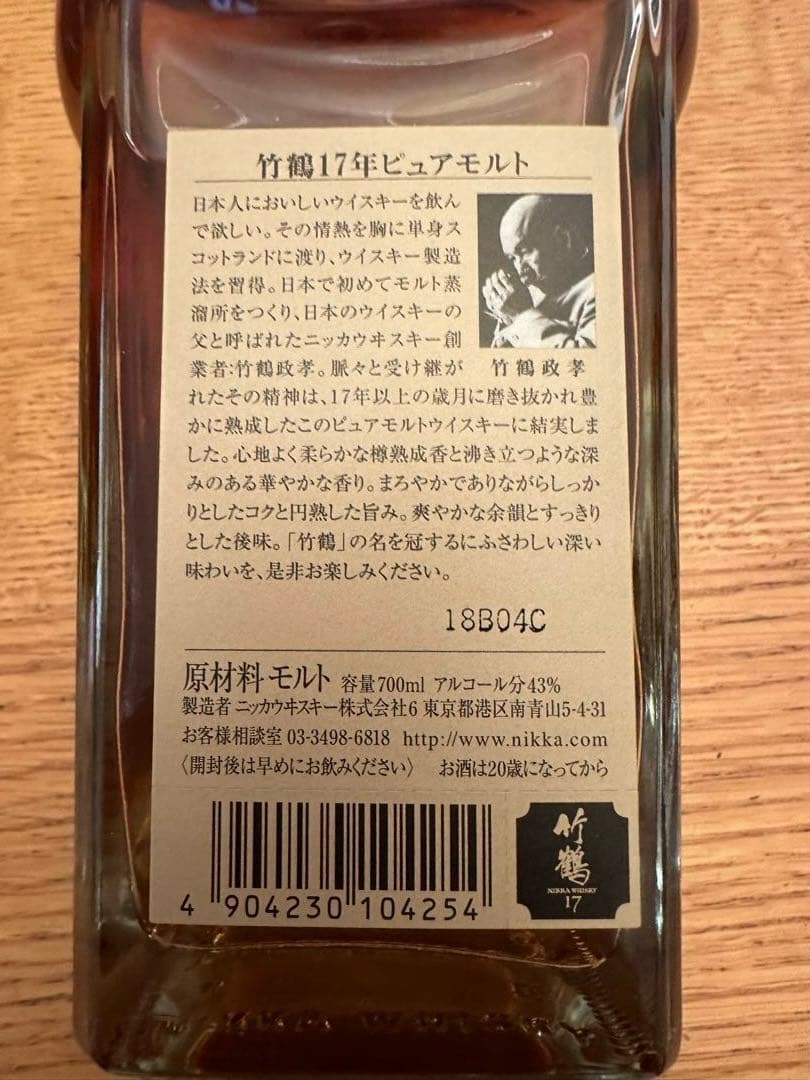 竹鶴17年ピュアモルト
日本人においしいウイスキーを飲ん
で欲しい。その情熱を胸に単身ス
コットランドに渡り、ウイスキー製造
法を習得。日本で初めてモルト蒸
溜所をつくり、日本のウイスキーの
父と呼ばれたニッカウヰスキー創
業者:竹鶴政孝。脈々と受け継が
れたその精神は、17年以上の歳月に磨き抜かれ豊
かに熟成したこのピュアモルトウイスキーに結実しま
した。心地よく柔らかな樽熟成香と沸き立つような深
みのある華やかな香り。まろやかでありながらしっか
りとしたコクと円熟した旨み。爽やかな余韻とすっきり
とした後味。「竹鶴」の名を冠するにふさわしい深い
味わいを、是非お楽しみください。
竹鶴政孝
18B04C
原材料 モルト 容量700ml アルコール分43%
製造者 ニッカウヰスキー株式会社6 東京都港区南青山5-4-31
お客様相談室 03-3498-6818 http://www.nikka.com
〈開封後は早めにお飲みください〉 お酒は20歳になってから
4 904230 104254
竹鶴
NIKKA WHISKY
17